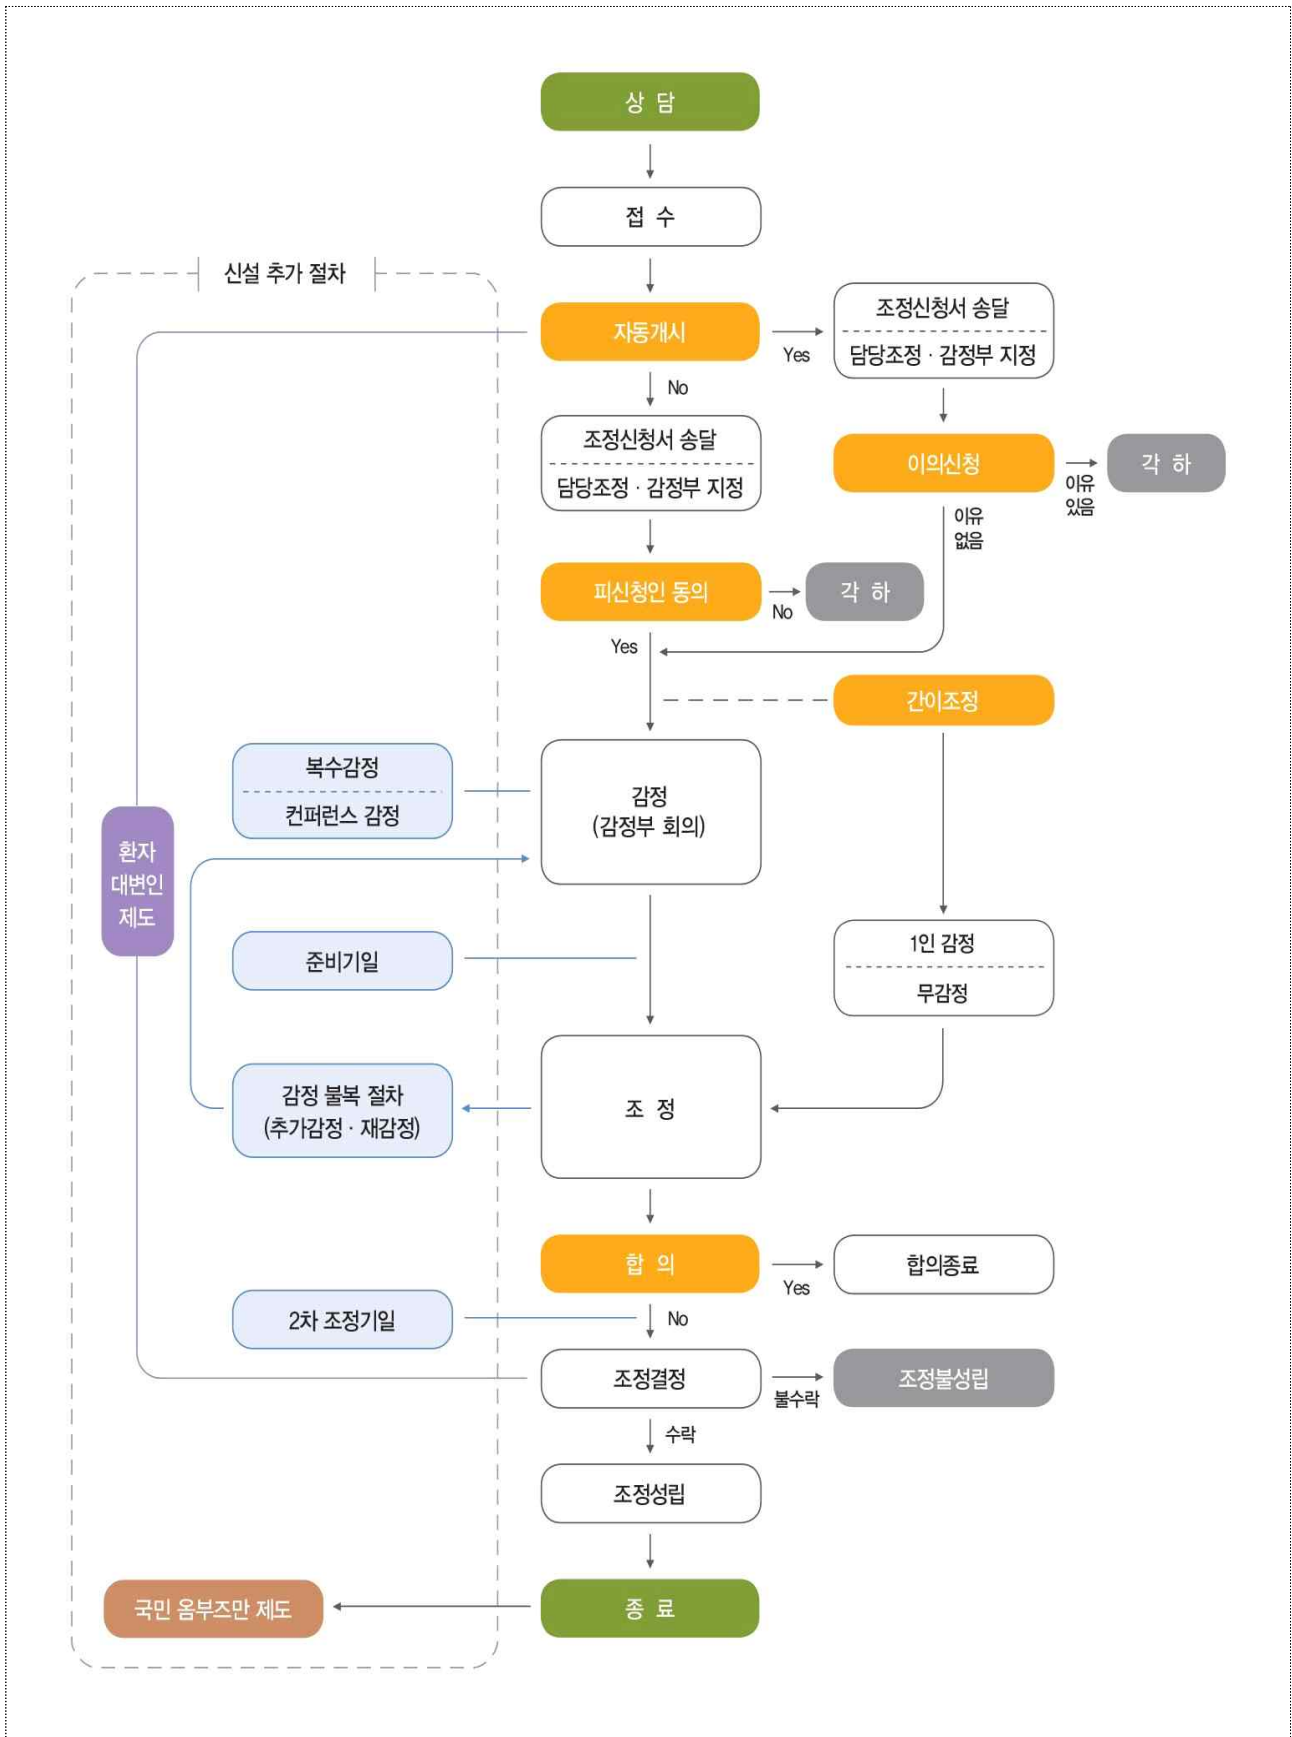 상 담
접 수
신설 추가 절차
자동개시
Yes
조정신청서 송달
담당조정 · 감정부 지정
No
조정신청서 송달
담당조정 · 감정부 지정
이의신청
이유
있음
각 하
이유
없음
피신청인 동의
No
각 하
Yes
간이조정
복수감정
컨퍼런스 감정
감정
(감정부 회의)
환자
대변인
제도
준비기일
1인 감정
무감정
감정 불복 절차
(추가감정 · 재감정)
조 정
합 의
Yes
합의종료
2차 조정기일
No
조정결정
불수락
조정불성립
수락
조정성립
국민 옴부즈만 제도
종 료